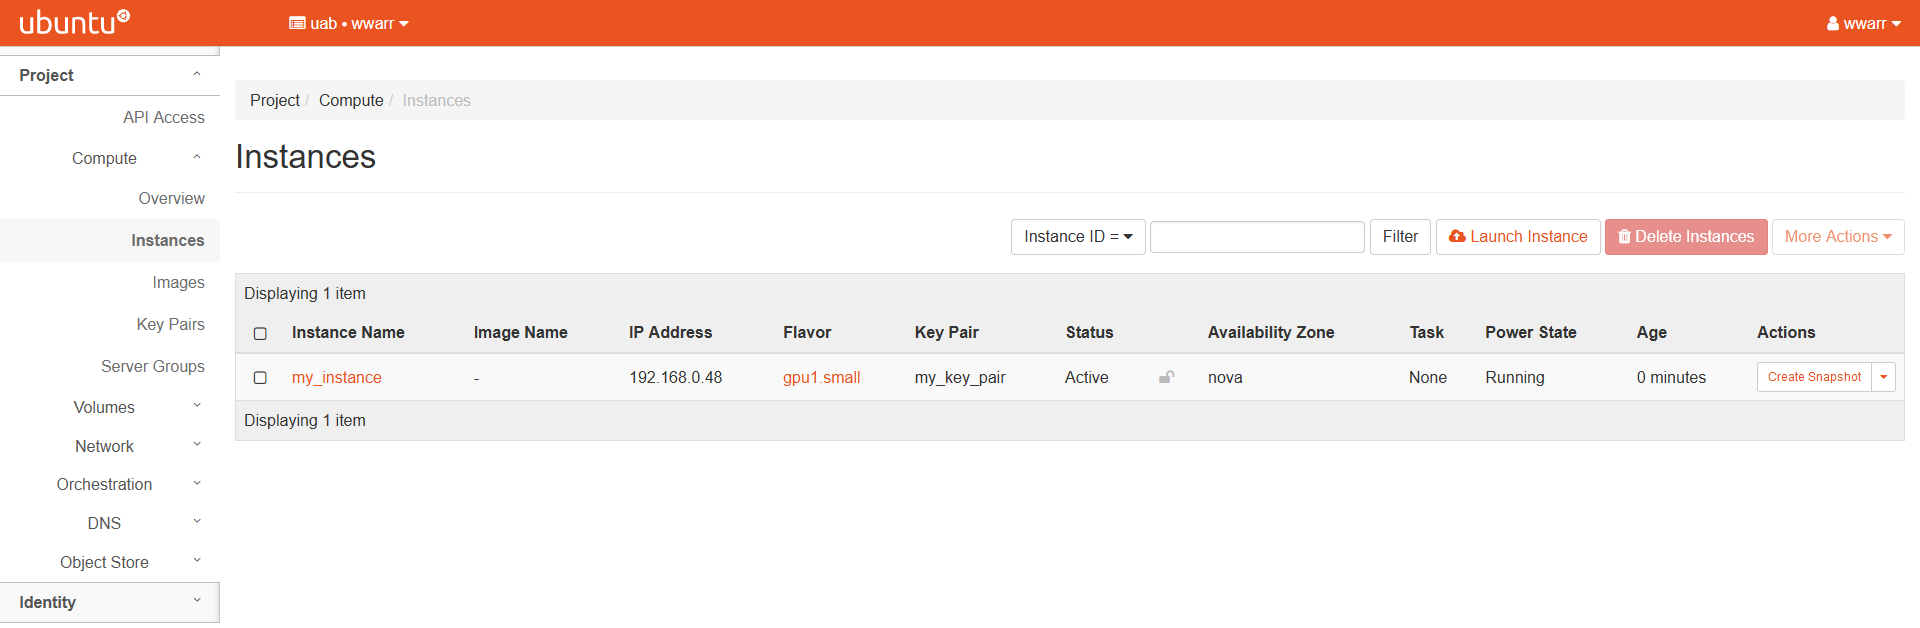 ubuntu
uab • wwarr
wwarr
Project
API Access
Compute
Overview
Instances
Images
Key Pairs
Server Groups
Volumes
Network
Orchestration
DNS
Object Store
Identity
Project / Compute / Instances
Instances
Instance ID = Filter Launch Instance Delete Instances More Actions
Displaying 1 item
Instance Name Image Name IP Address Flavor Key Pair Status Availability Zone Task Power State Age Actions
my_instance - 192.168.0.48 gpu1.small my_key_pair Active nova None Running 0 minutes Create Snapshot
Displaying 1 item